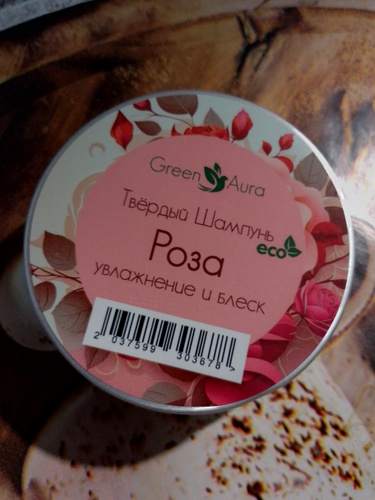 Green Aura
Твёрдый Шампунь
eco
Роза
увлажнение и блеск
2 037599 303678 >